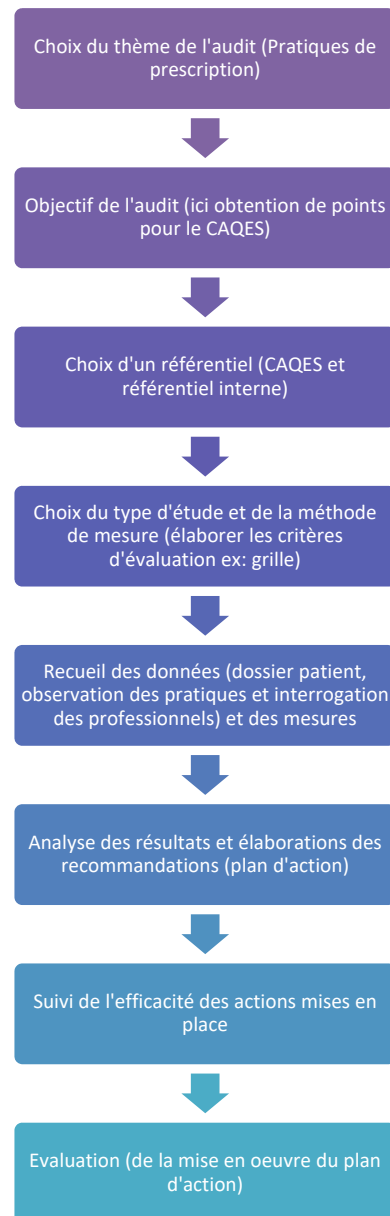 Choix du thème de l'audit (Pratiques de
prescription)
Objectif de l'audit (ici obtention de points
pour le CAQES)
Choix d'un référentiel (CAQES et
référentiel interne)
Choix du type d'étude et de la méthode
de mesure (élaborer les critères
d'évaluation ex: grille)
Recueil des données (dossier patient,
observation des pratiques et interrogation
des professionnels) et des mesures
Analyse des résultats et élaborations des
recommandations (plan d'action)
Suivi de l'efficacité des actions mises en
place
Evaluation (de la mise en oeuvre du plan
d'action)